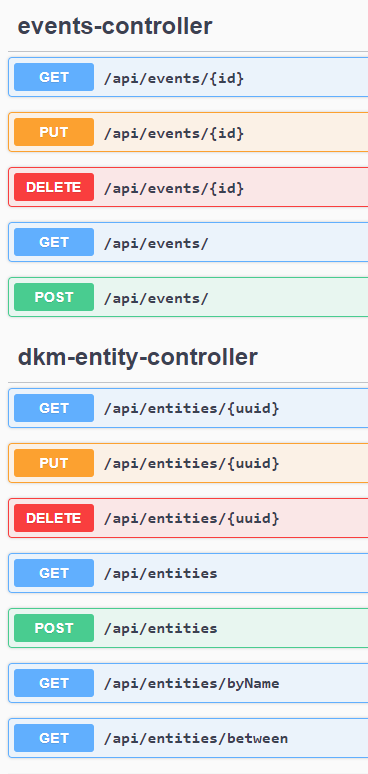 events-controller
GET /api/events/{id}
PUT /api/events/{id}
DELETE /api/events/{id}
GET /api/events/
POST /api/events/
dkm-entity-controller
GET /api/entities/{uuid}
PUT /api/entities/{uuid}
DELETE /api/entities/{uuid}
GET /api/entities
POST /api/entities
GET /api/entities/byName
GET /api/entities/between